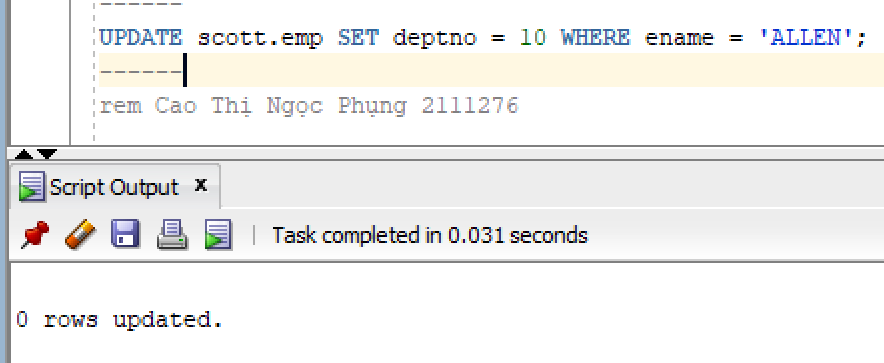 ------
UPDATE scott.emp SET deptno = 10 WHERE ename = 'ALLEN';
------
rem Cao Thị Ngọc Phụng 2111276
Script Output x
| Task completed in 0.031 seconds
0 rows updated.